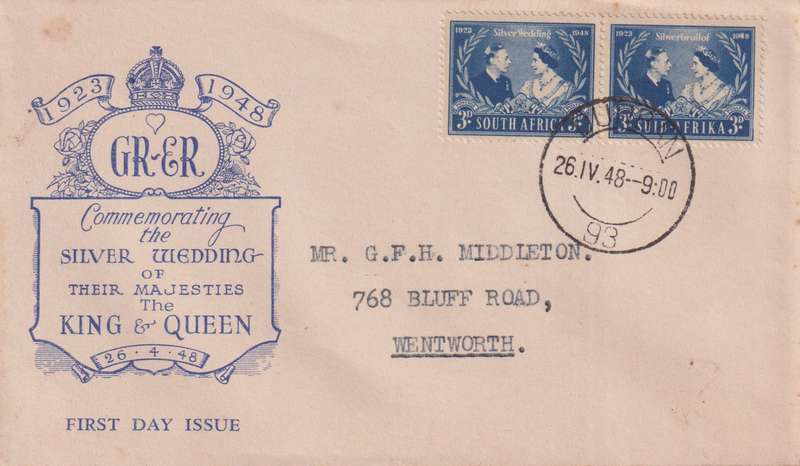 1923 1948
GR-ER
Commemorating
the
SILVER WEDDING
OF
THEIR MAJESTIES
The
KING & QUEEN
26·4·48
FIRST DAY ISSUE
1923 Silver Wedding 1948
3D SOUTH AFRICA 3D
1923 Silwerbruilof 1948
3D SUID-AFRIKA 3D
26.IV.48--9:00
93
MR. G.F.H. MIDDLETON.
768 BLUFF ROAD,
WENTWORTH.